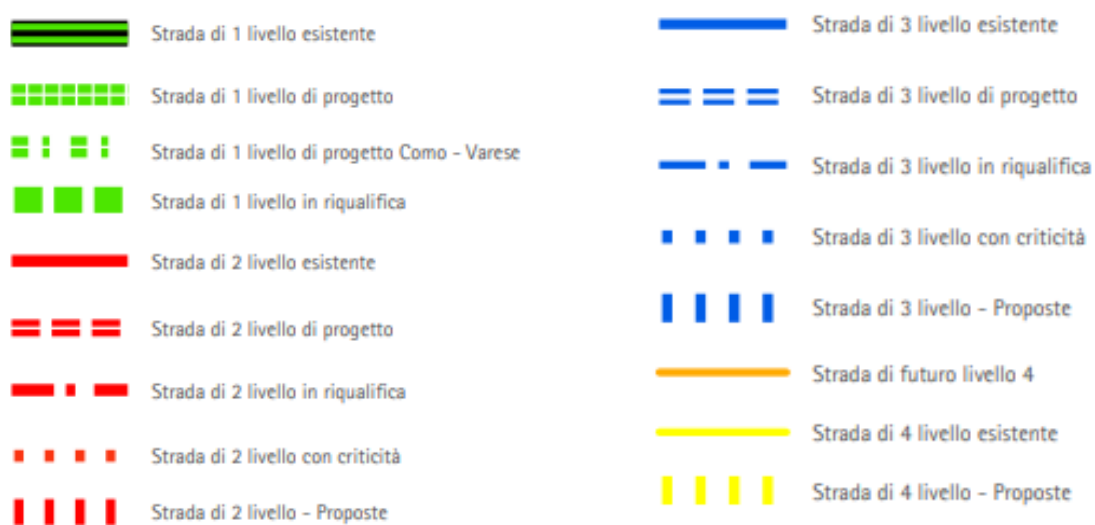 Strada di 1 livello esistente
Strada di 1 livello di progetto
Strada di 1 livello di progetto Como - Varese
Strada di 1 livello in riqualifica
Strada di 2 livello esistente
Strada di 2 livello di progetto
Strada di 2 livello in riqualifica
Strada di 2 livello con criticità
Strada di 2 livello - Proposte
Strada di 3 livello esistente
Strada di 3 livello di progetto
Strada di 3 livello in riqualifica
Strada di 3 livello con criticità
Strada di 3 livello - Proposte
Strada di futuro livello 4
Strada di 4 livello esistente
Strada di 4 livello - Proposte